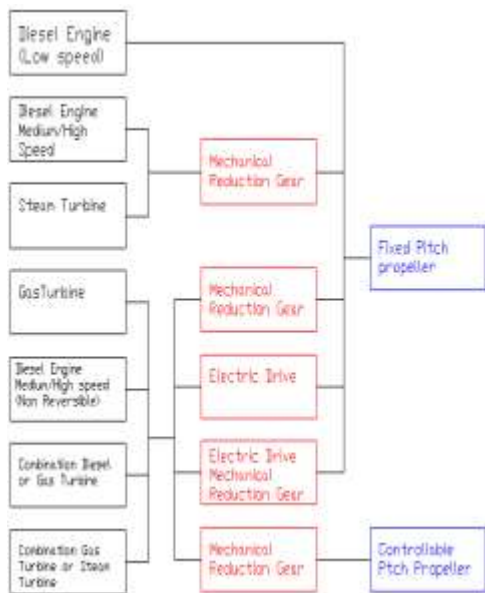 Diesel Engine
(Low speed)
Diesel Engine
Medium/High
Speed
Steam Turbine
GasTurbine
Diesel Engine
Medium/High speed
(Non Reversible)
Combination Diesel
or Gas Turbine
Combination Gas
Turbine or Steam
Turbine
Mechanical
Reduction Gear
Mechanical
Reduction Gear
Electric Drive
Electric Drive
Mechanical
Reduction Gear
Mechanical
Reduction Gear
Fixed Pitch
propeller
Controllable
Pitch Propeller